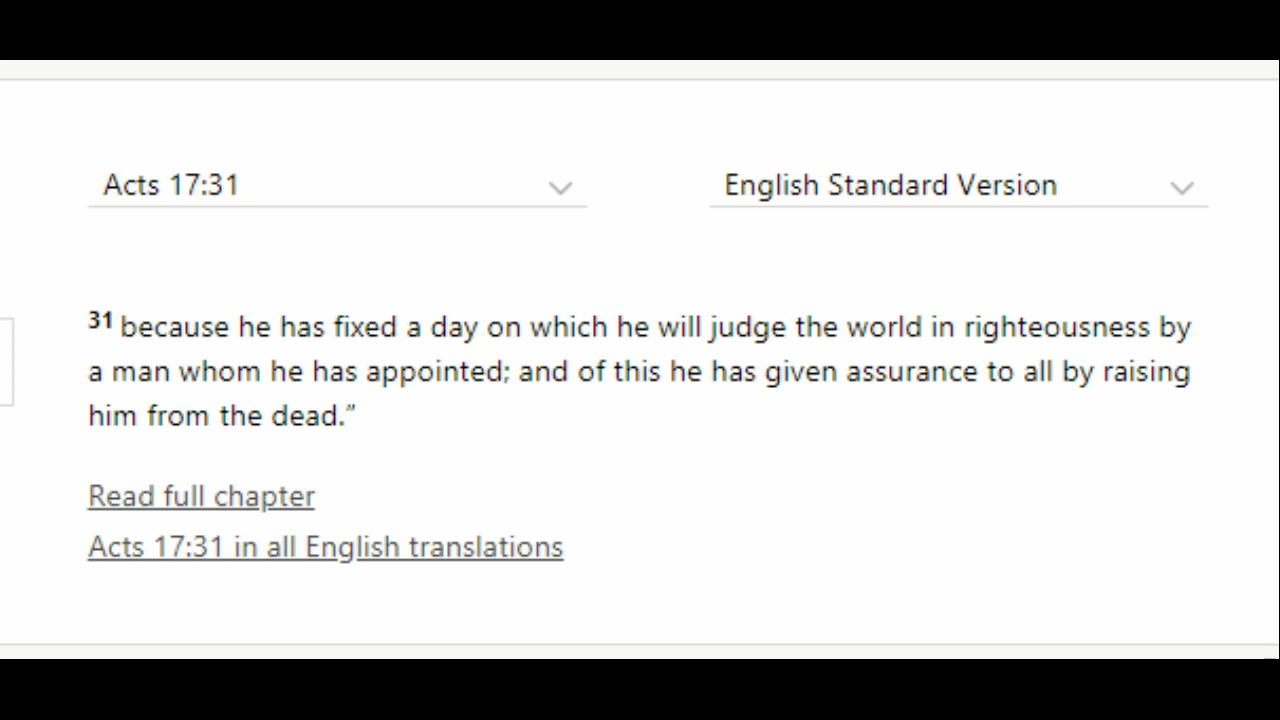 Acts 17:31
English Standard Version
31 because he has fixed a day on which he will judge the world in righteousness by
a man whom he has appointed; and of this he has given assurance to all by raising
him from the dead.”
Read full chapter
Acts 17:31 in all English translations